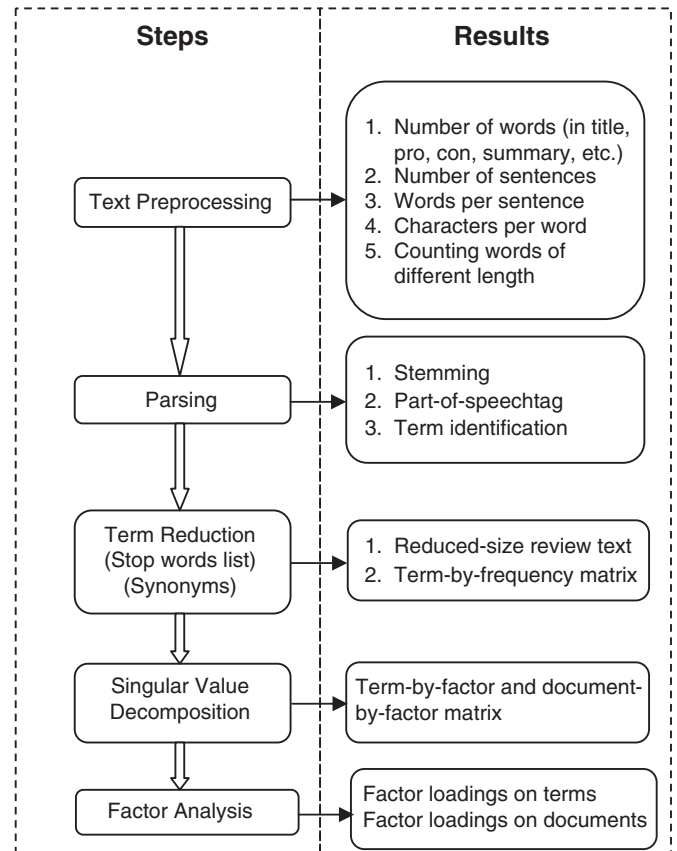 Steps
Results
Text Preprocessing
1. Number of words (in title,
pro, con, summary, etc.)
2. Number of sentences
3. Words per sentence
4. Characters per word
5. Counting words of
different length
Parsing
1. Stemming
2. Part-of-speechtag
3. Term identification
Term Reduction
(Stop words list)
(Synonyms)
1. Reduced-size review text
2. Term-by-frequency matrix
Singular Value
Decomposition
Term-by-factor and document-
by-factor matrix
Factor Analysis
Factor loadings on terms
Factor loadings on documents